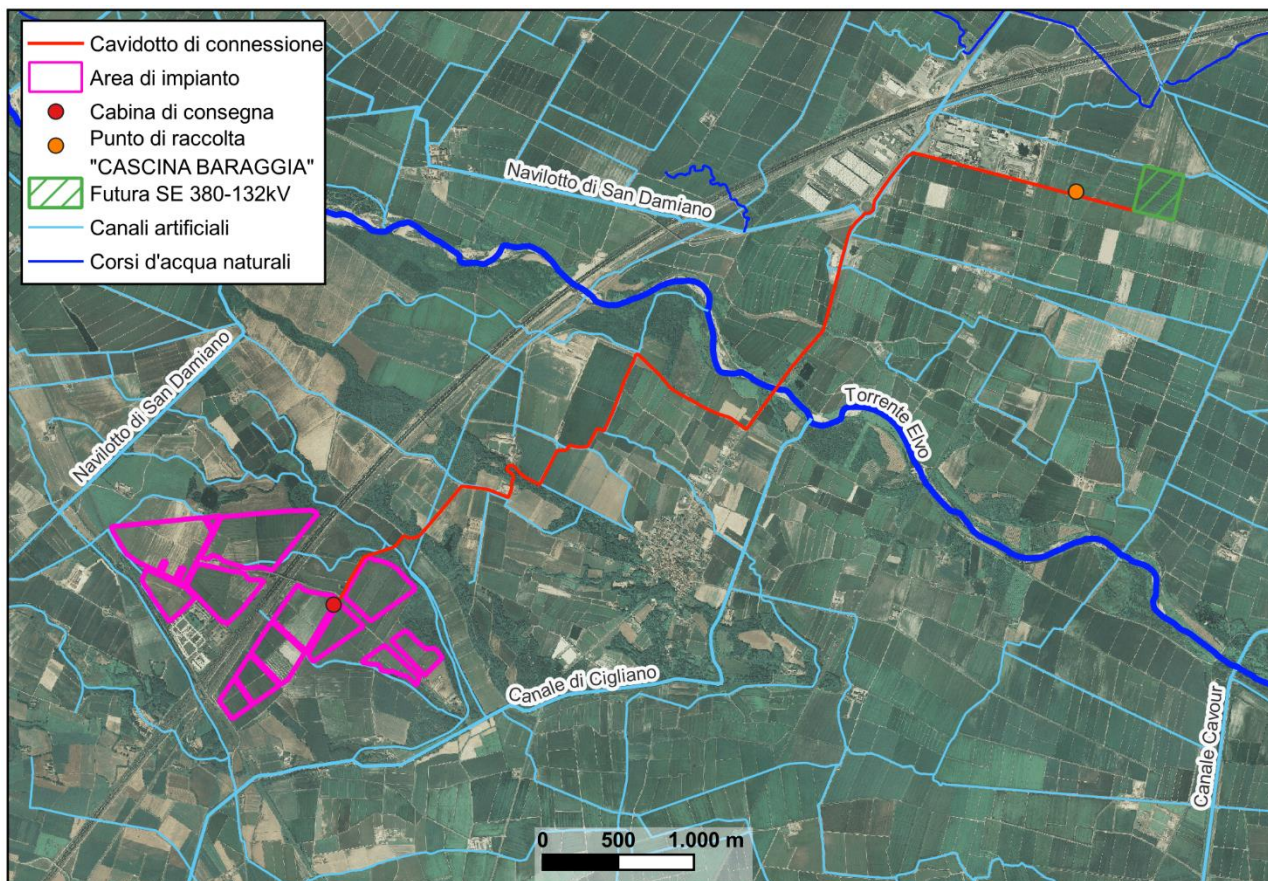 Cavidotto di connessione
Area di impianto
Cabina di consegna
Punto di raccolta
"CASCINA BARAGGIA"
Futura SE 380-132kV
Canali artificiali
Corsi d'acqua naturali
Navilotto di San Damiano
Navilotto di San Damiano
Torrente Elvo
Canale di Cigliano
Canale Cavour
0 500 1.000 m